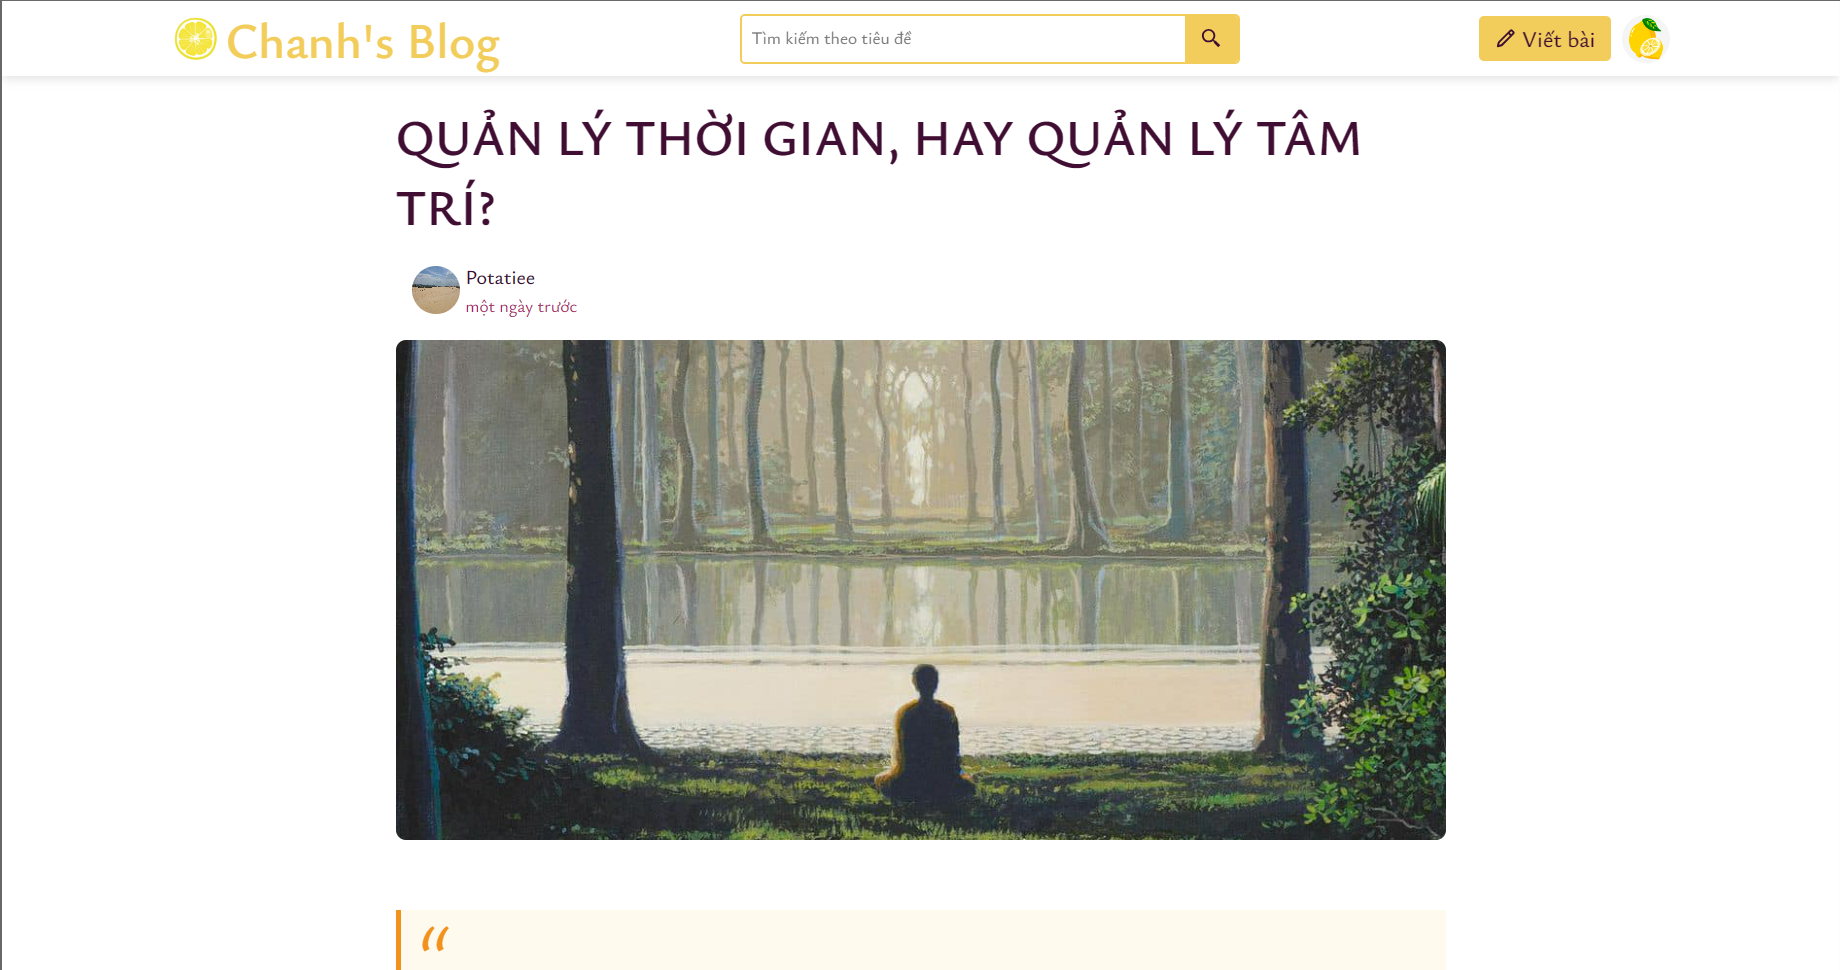 Chanh's Blog
Tìm kiếm theo tiêu đề
Viết bài
QUẢN LÝ THỜI GIAN, HAY QUẢN LÝ TÂM
TRÍ?
Potatiee
một ngày trước
“